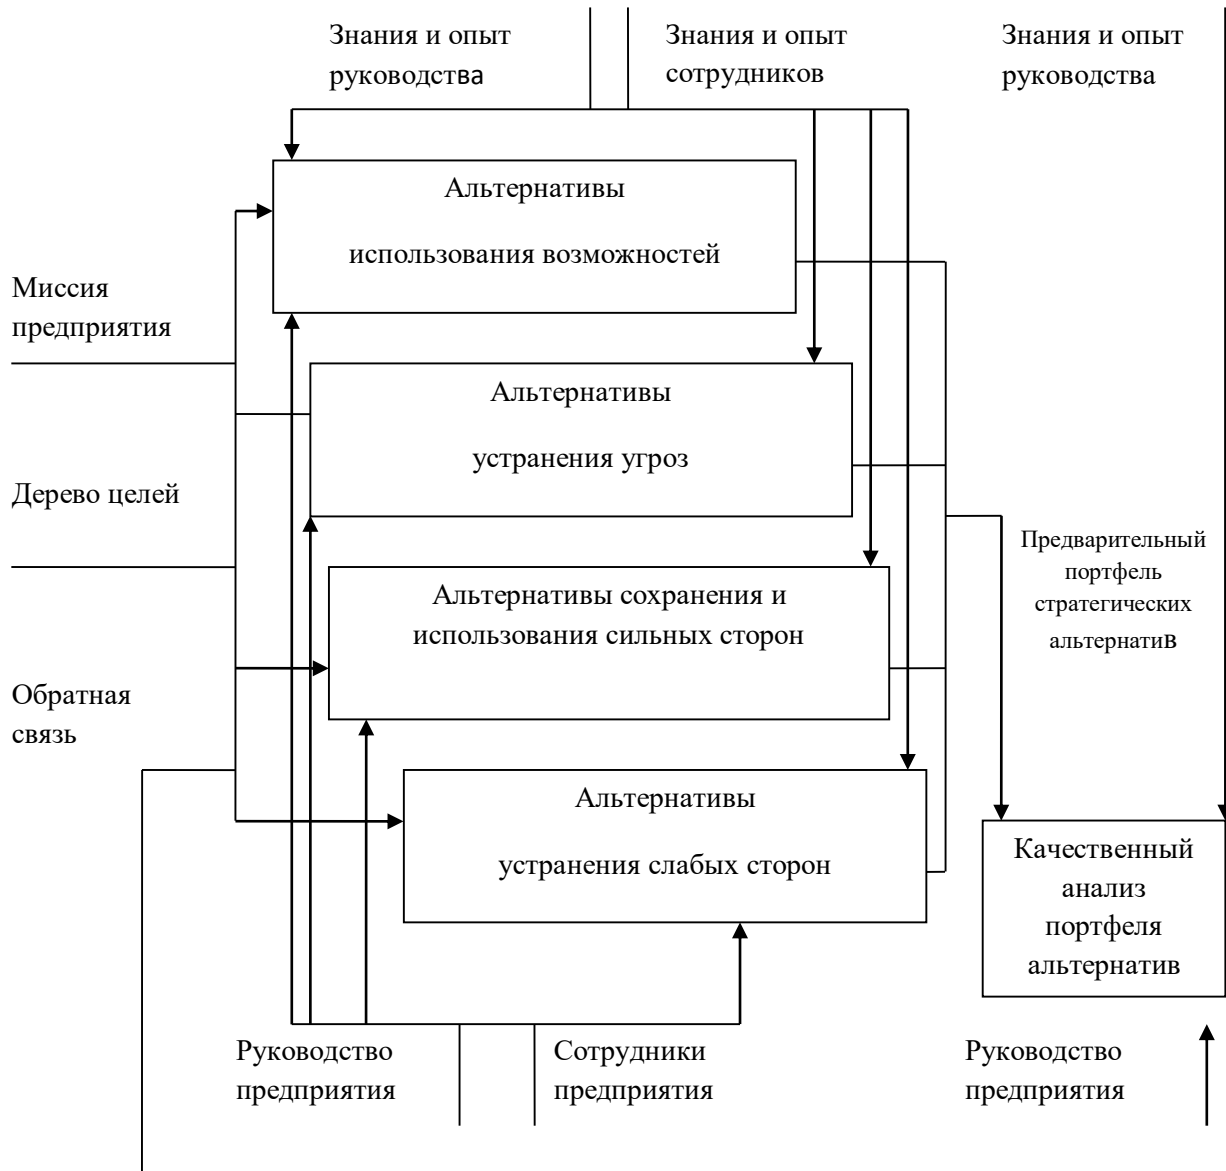 Знания и опыт
руководства
Знания и опыт
сотрудников
Знания и опыт
руководства
Альтернативы
использования возможностей
Миссия
предприятия
Альтернативы
устранения угроз
Дерево целей
Предварительный
портфель
стратегических
альтернатив
Альтернативы сохранения и
использования сильных сторон
Обратная
связь
Альтернативы
устранения слабых сторон
Качественный
анализ
портфеля
альтернатив
Руководство
предприятия
Сотрудники
предприятия
Руководство
предприятия